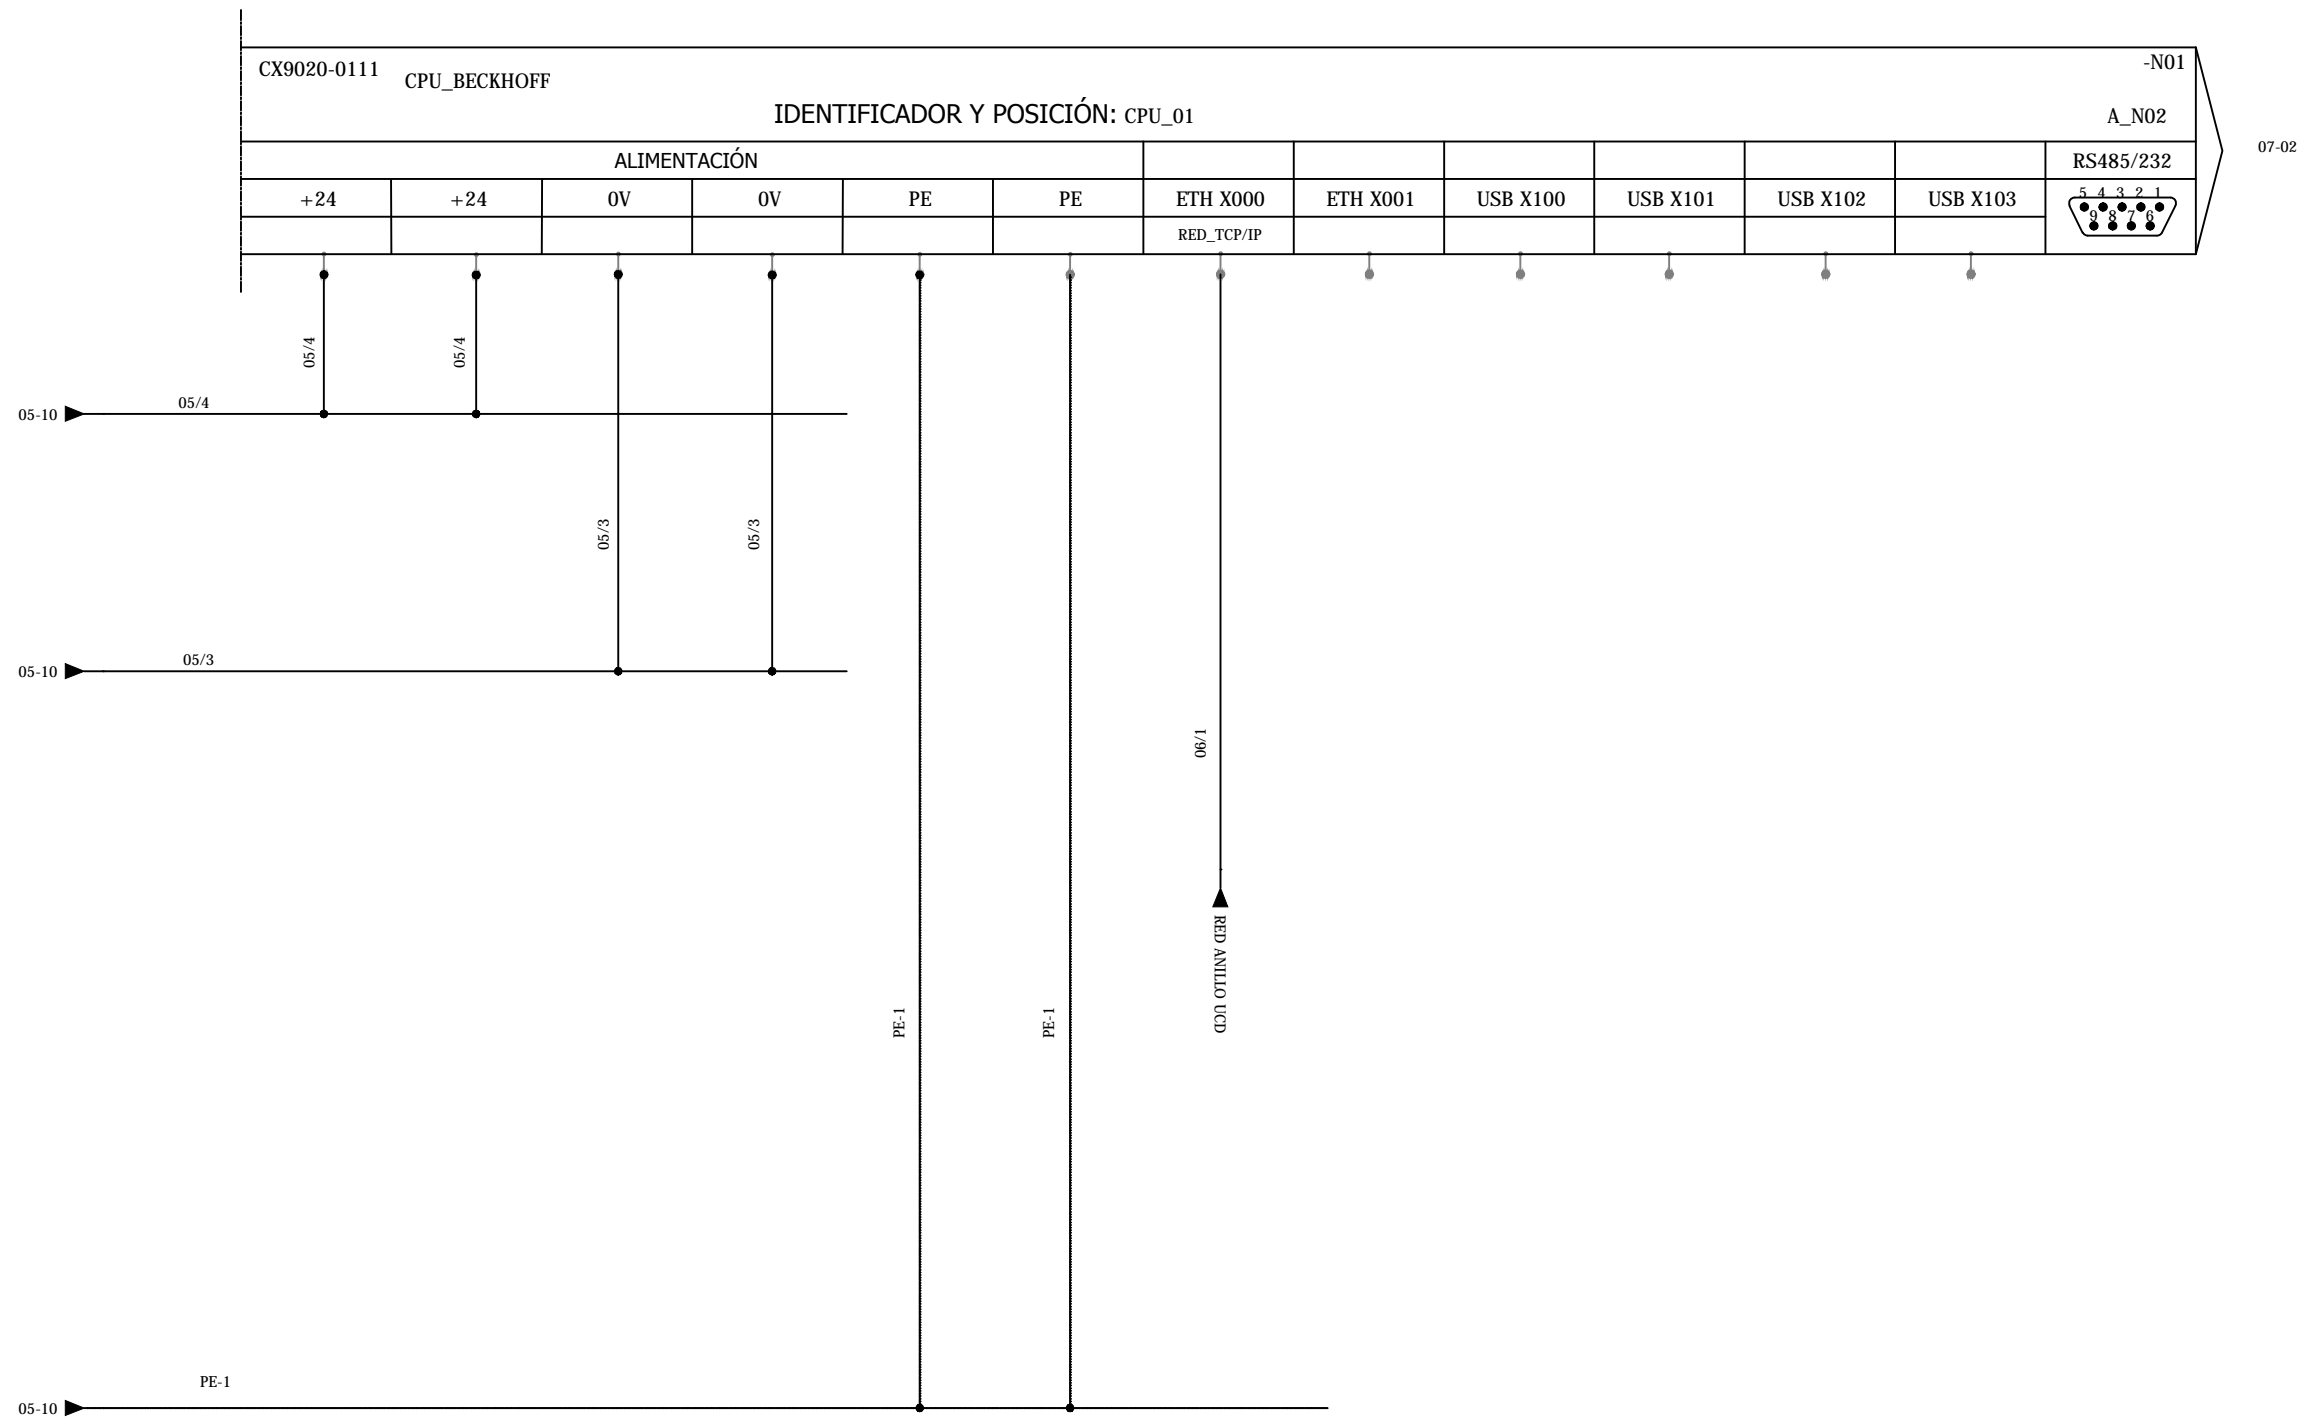 CX9020-0111 CPU_BECKHOFF -N01
IDENTIFICADOR Y POSICIÓN: CPU_01 A_N02
07-02
ALIMENTACIÓN RS485/232
+24 +24 0V 0V PE PE ETH X000 ETH X001 USB X100 USB X101 USB X102 USB X103
5 4 3 2 1
9 8 7 6
RED_TCP/IP
05/4 05/4
05-10 05/4
05/3 05/3
05-10 05/3
06/1
RED ANILLO UCD
PE-1 PE-1
PE-1
05-10